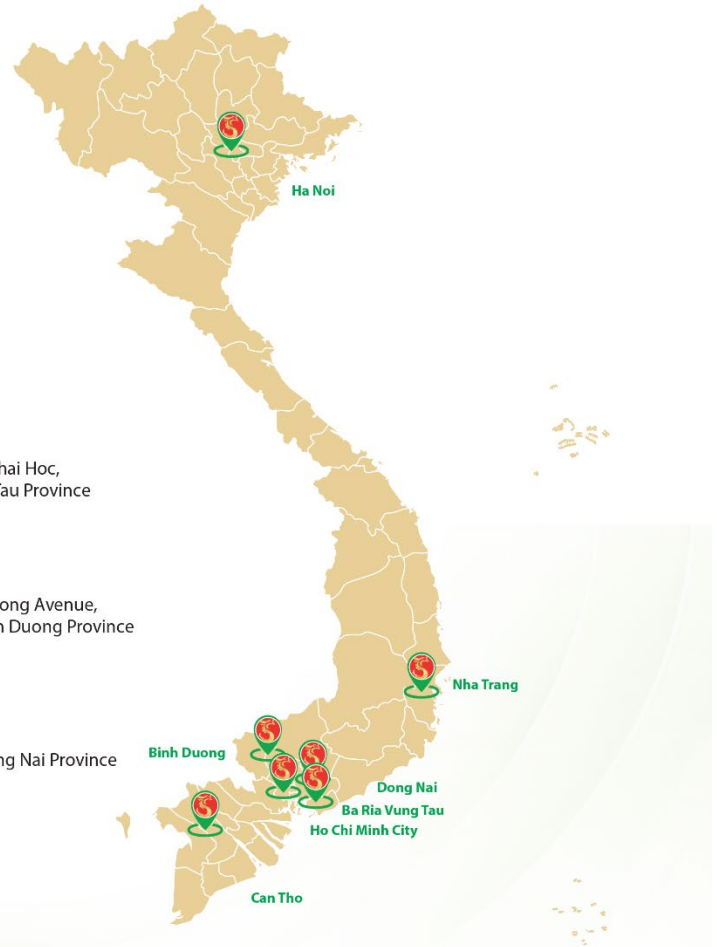 Ha Noi
hai Hoc,
Tau Province
ong Avenue,
h Duong Province
Nha Trang
Binh Duong
ng Nai Province
Dong Nai
Ba Ria Vung Tau
Ho Chi Minh City
Can Tho